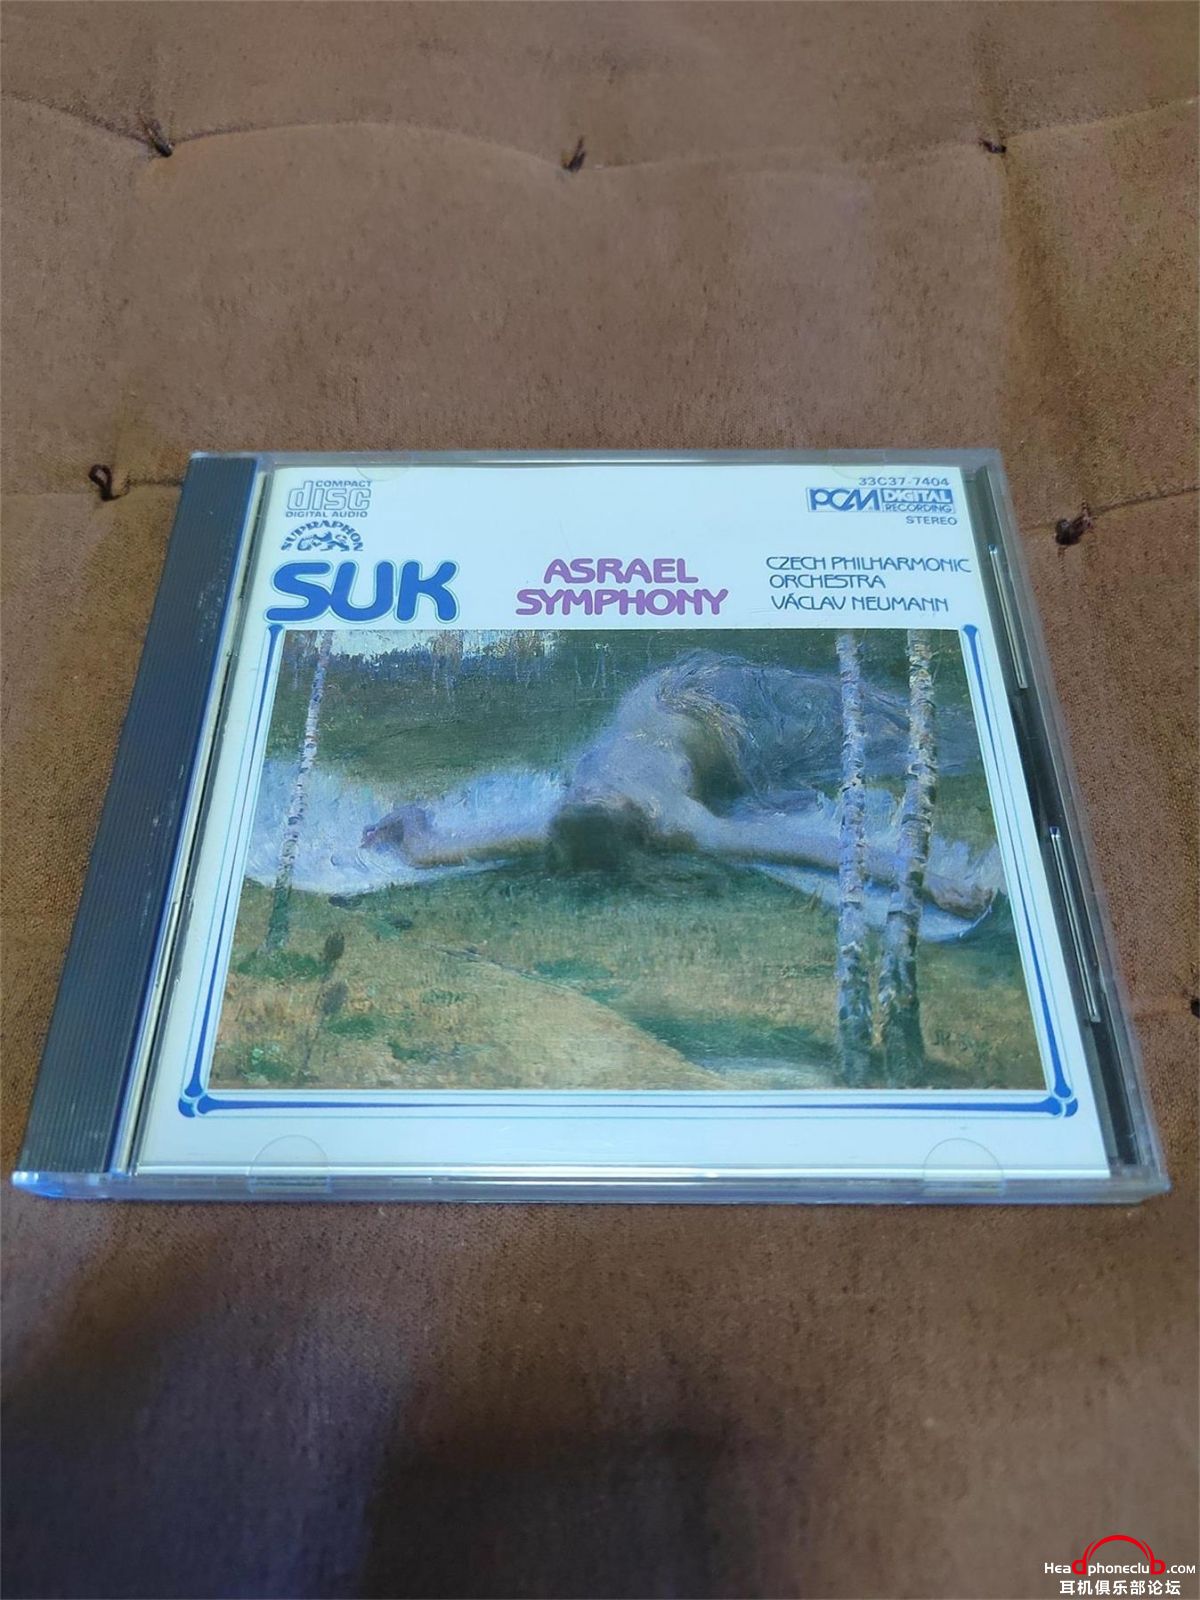 COMPACT
disc
DIGITAL AUDIO
SUPRAPHON
33C37-7404
PCM DIGITAL
RECORDING
STEREO
SUK
ASRAEL
SYMPHONY
CZECH PHILHARMONIC
ORCHESTRA
VÁCLAV NEUMANN
Headphoneclub.com
耳机俱乐部论坛